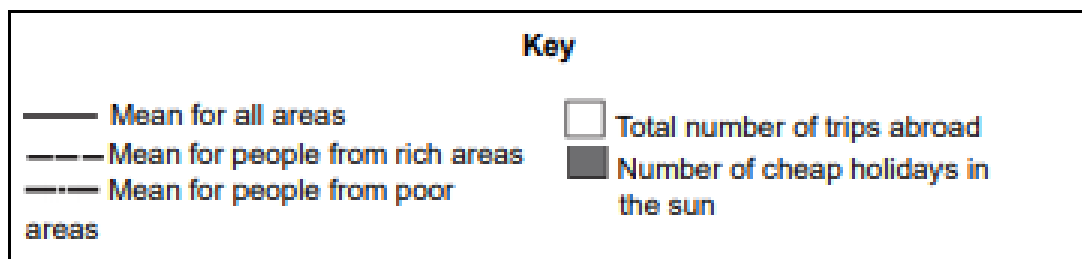 Key
Mean for all areas
Mean for people from rich areas
Mean for people from poor
areas
Total number of trips abroad
Number of cheap holidays in
the sun